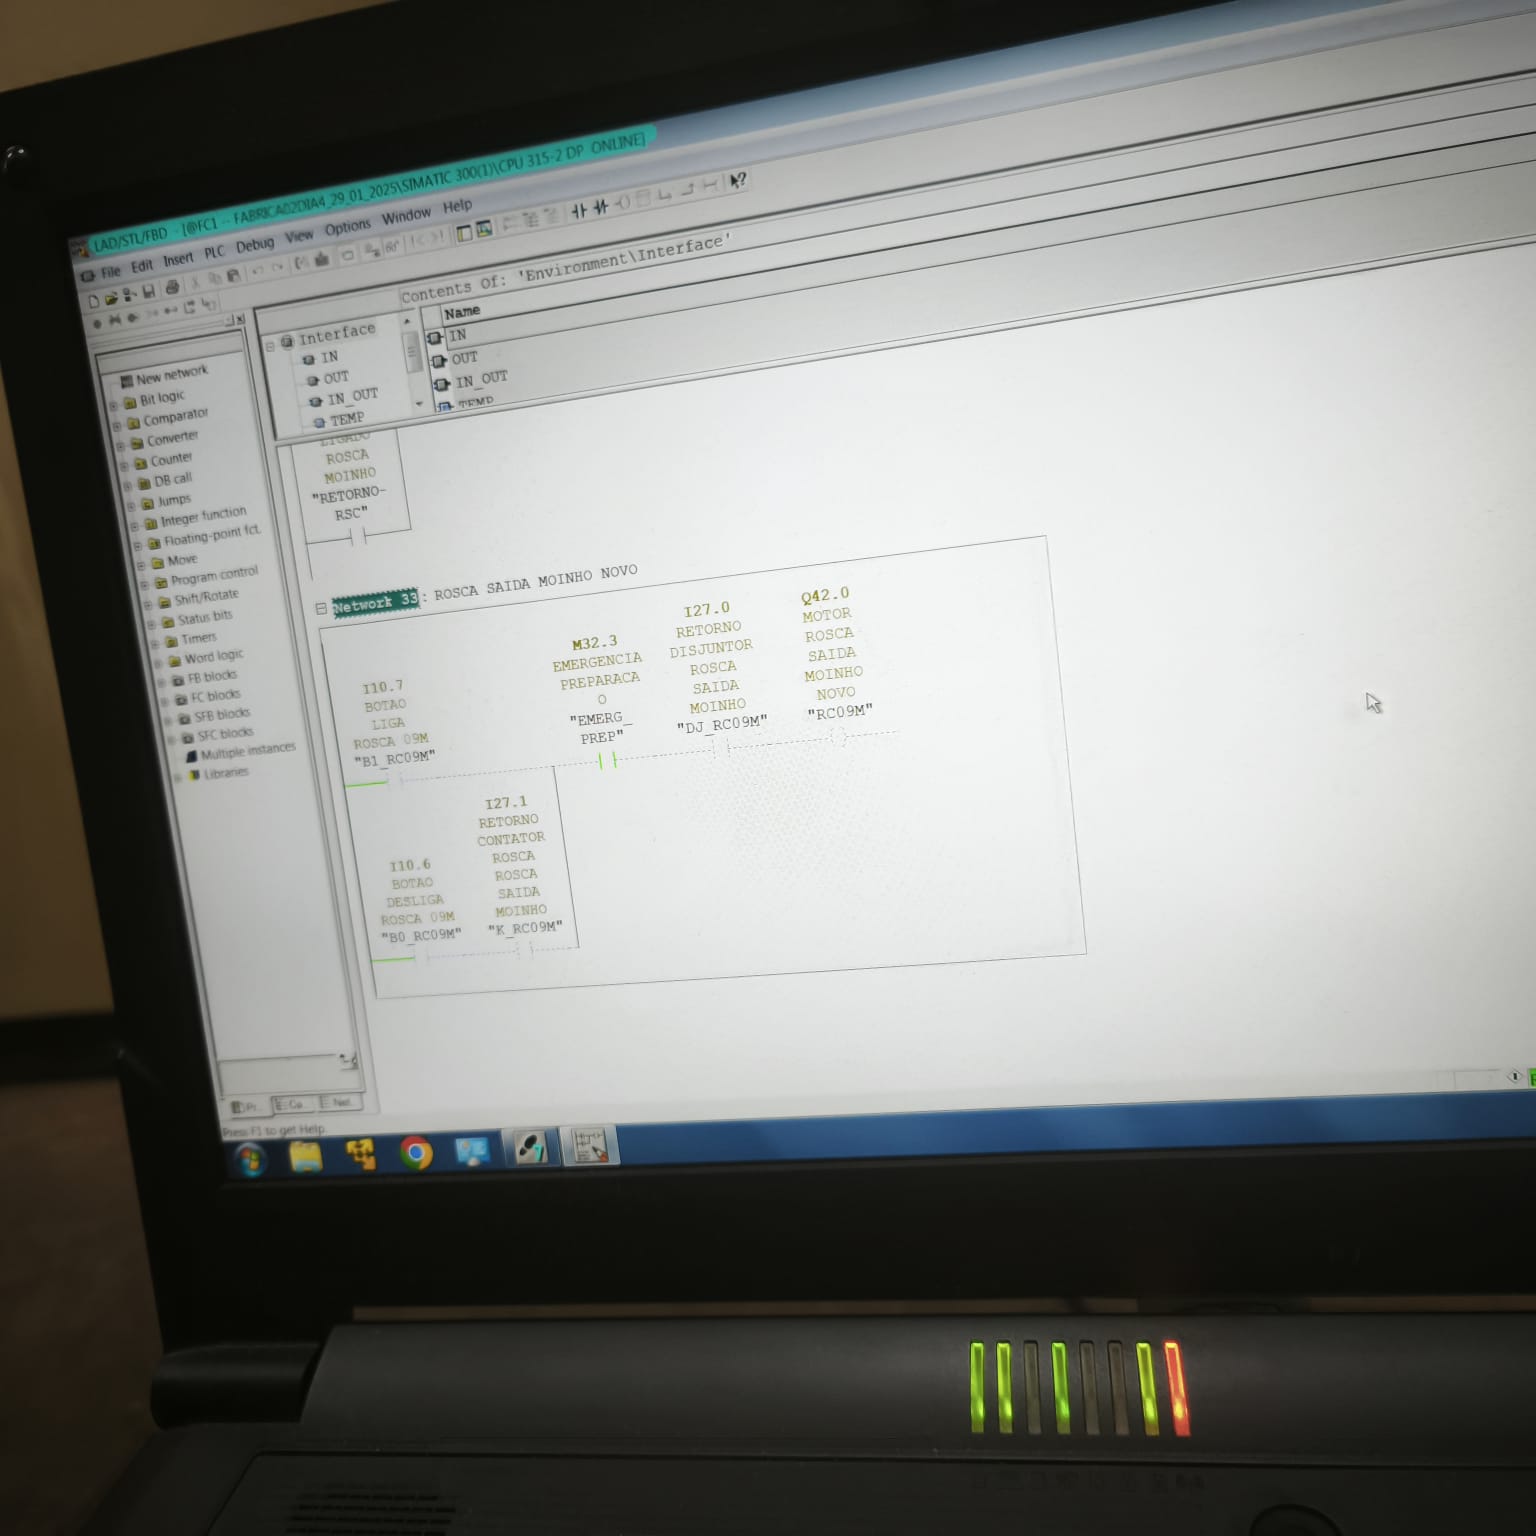 LAD/STL/FBD - [@FC1 -- FABRICA02DIA4_29_01_2025\SIMATIC 300(1)\CPU 315-2 DP ONLINE]
File Edit Insert PLC Debug View Options Window Help
Contents Of: 'Environment\Interface'
Interface
IN
OUT
IN_OUT
TEMP
Name
IN
OUT
IN_OUT
TEMP
New network
Bit logic
Comparator
Converter
Counter
DB call
Jumps
Integer function
Floating-point fct.
Move
Program control
Shift/Rotate
Status bits
Timers
Word logic
FB blocks
FC blocks
SFB blocks
SFC blocks
Multiple instances
Libraries
LIGADO
ROSCA
MOINHO
"RETORNO-
RSC"
Network 33: ROSCA SAIDA MOINHO NOVO
I10.7
BOTAO
LIGA
ROSCA 09M
"B1_RC09M"
M32.3
EMERGENCIA
PREPARACA
O
"EMERG_
PREP"
I27.0
RETORNO
DISJUNTOR
ROSCA
SAIDA
MOINHO
"DJ_RC09M"
Q42.0
MOTOR
ROSCA
SAIDA
MOINHO
NOVO
"RC09M"
I10.6
BOTAO
DESLIGA
ROSCA 09M
"B0_RC09M"
I27.1
RETORNO
CONTATOR
ROSCA
ROSCA
SAIDA
MOINHO
"K_RC09M"
Press F1 to get Help.